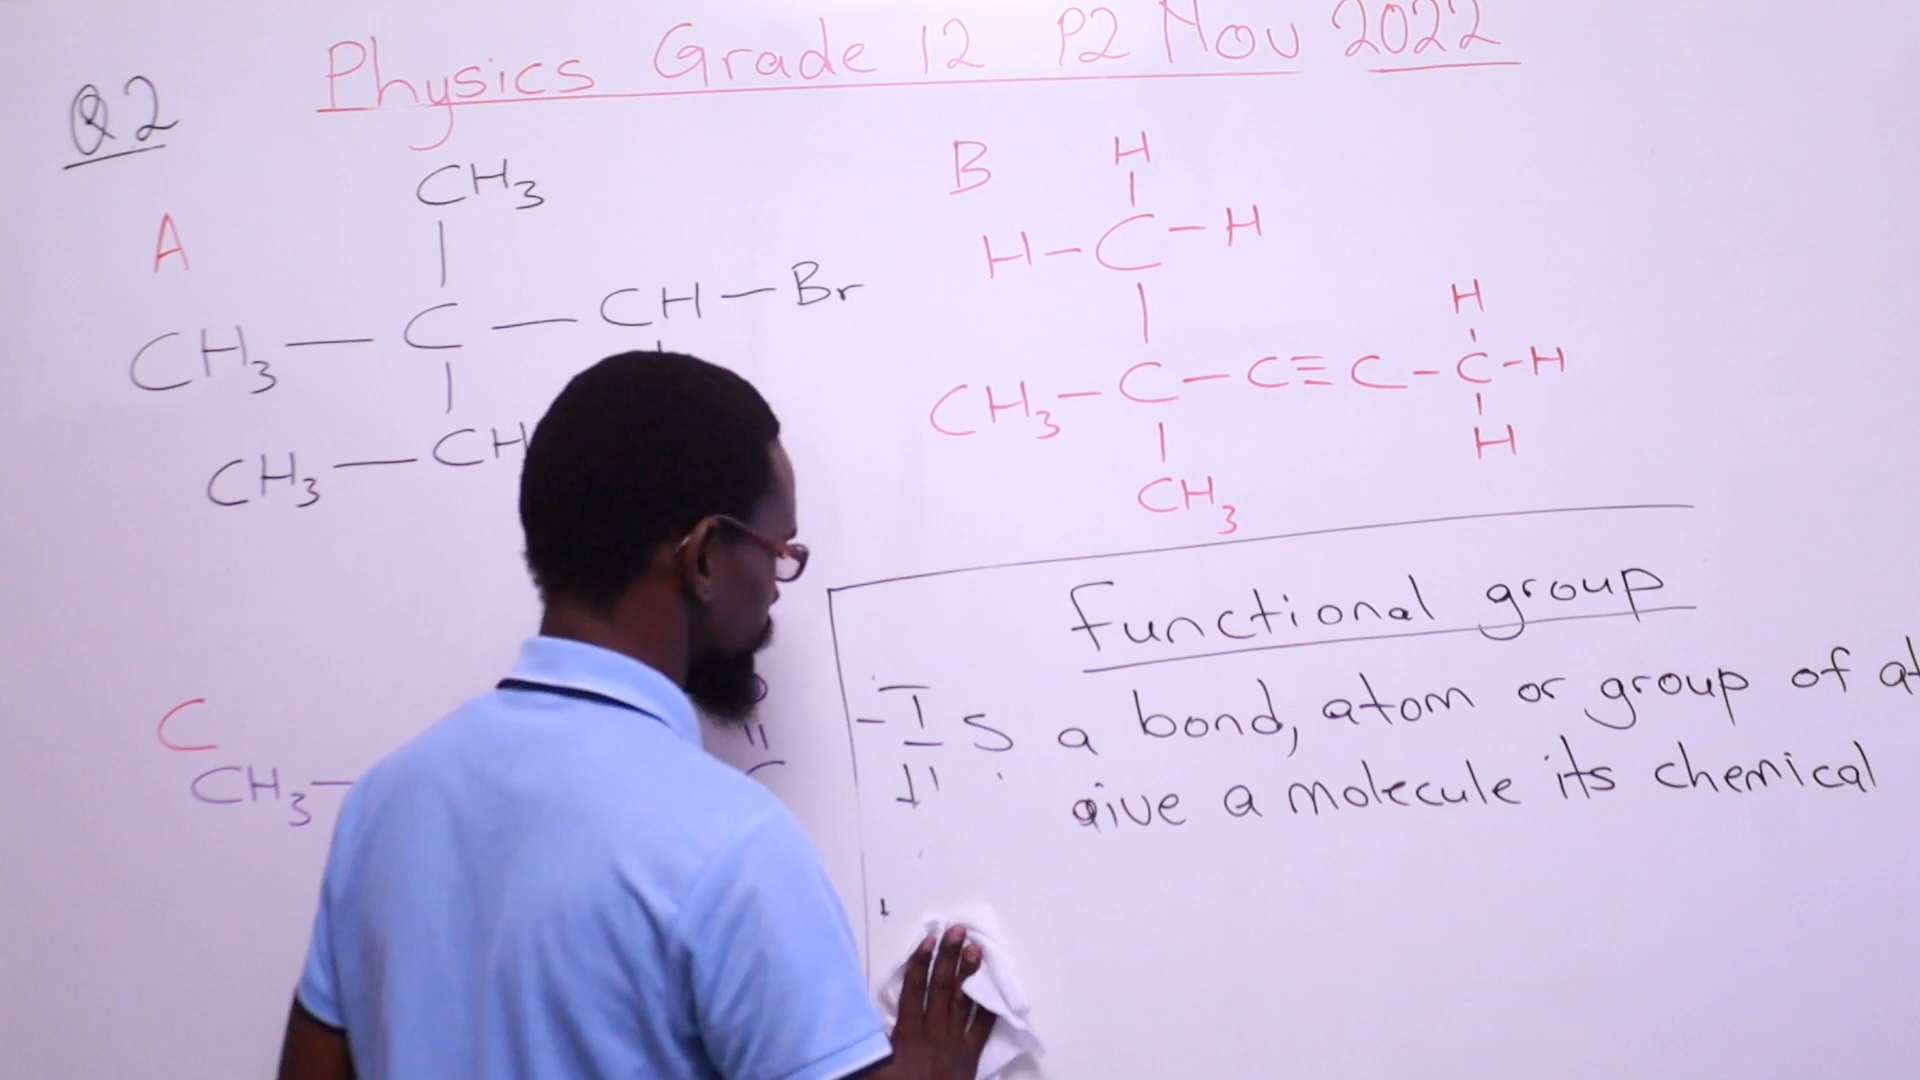 Physics Grade 12 P2 Nov 2022
Q2
A
CH3
CH3 — C — CH — Br
CH3 — CH
B
H
H - C - H
CH3 - C - C ≡ C - C - H
H
H
CH3
C
CH3 —
Functional group
- Is a bond, atom or group of
give a molecule its chemical